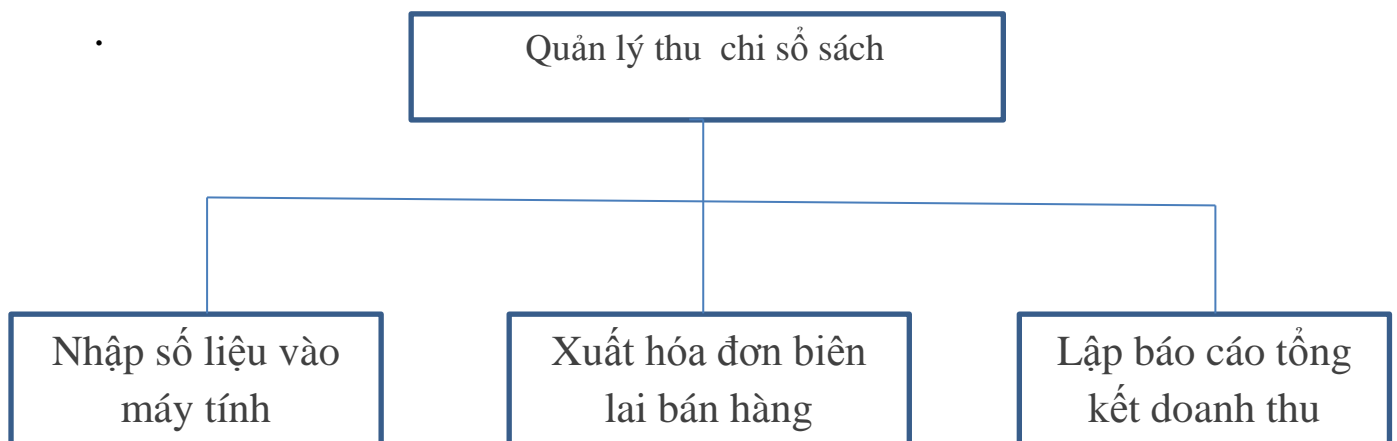 Quản lý thu chi sổ sách
Nhập số liệu vào
máy tính
Xuất hóa đơn biên
lai bán hàng
Lập báo cáo tổng
kết doanh thu